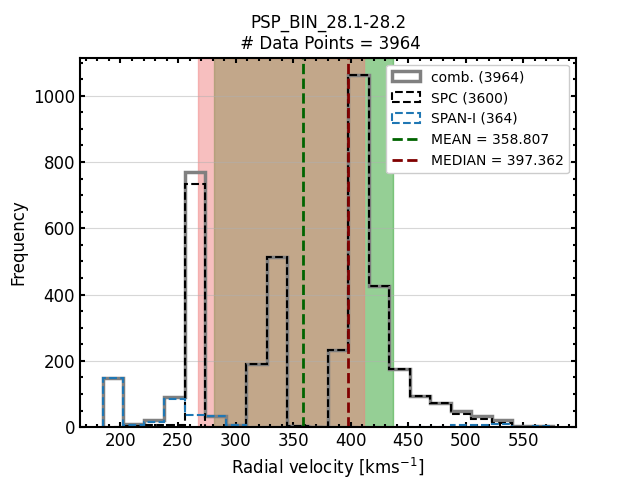 PSP_BIN_28.1-28.2
# Data Points = 3964
comb. (3964)
SPC (3600)
SPAN-I (364)
MEAN = 358.807
MEDIAN = 397.362
Frequency
1000
800
600
400
200
0
200 250 300 350 400 450 500 550
Radial velocity [kms⁻¹]